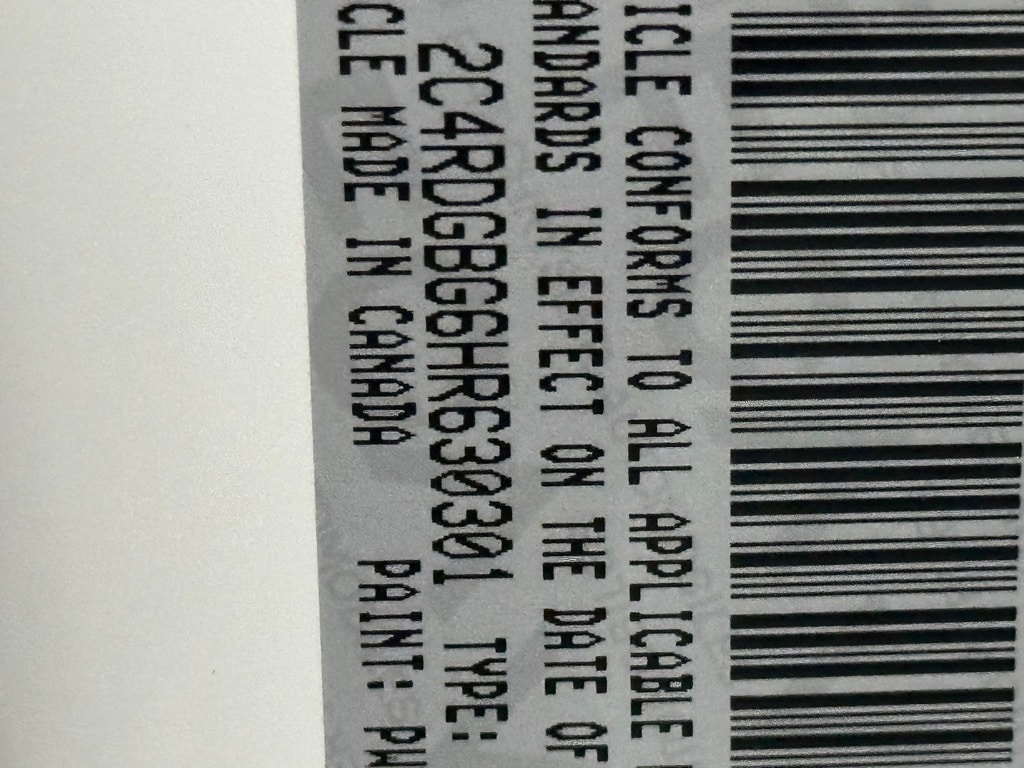 ICLE CONFORMS TO ALL APPLICABLE
ANDARDS IN EFFECT ON THE DATE OF
2C4RDGBG6HR630301 TYPE:
CLE MADE IN CANADA PAINT: PW